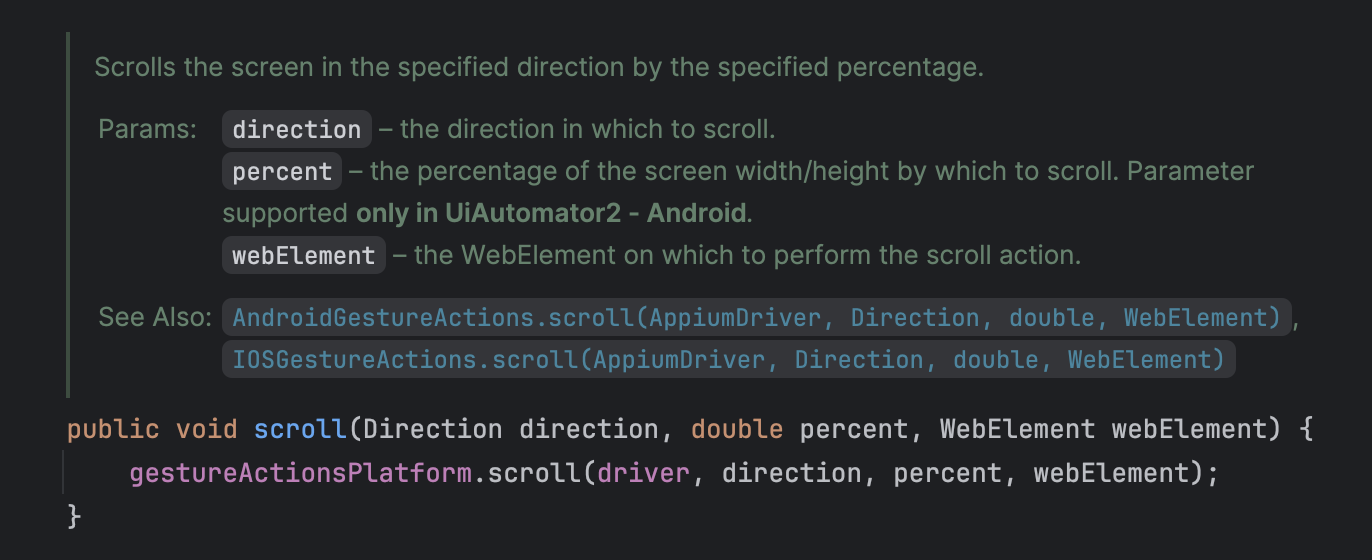 Scrolls the screen in the specified direction by the specified percentage.
Params: direction – the direction in which to scroll.
percent – the percentage of the screen width/height by which to scroll. Parameter
supported only in UiAutomator2 - Android.
webElement – the WebElement on which to perform the scroll action.
See Also: AndroidGestureActions.scroll(AppiumDriver, Direction, double, WebElement),
IOSGestureActions.scroll(AppiumDriver, Direction, double, WebElement)
public void scroll(Direction direction, double percent, WebElement webElement) {
gestureActionsPlatform.scroll(driver, direction, percent, webElement);
}